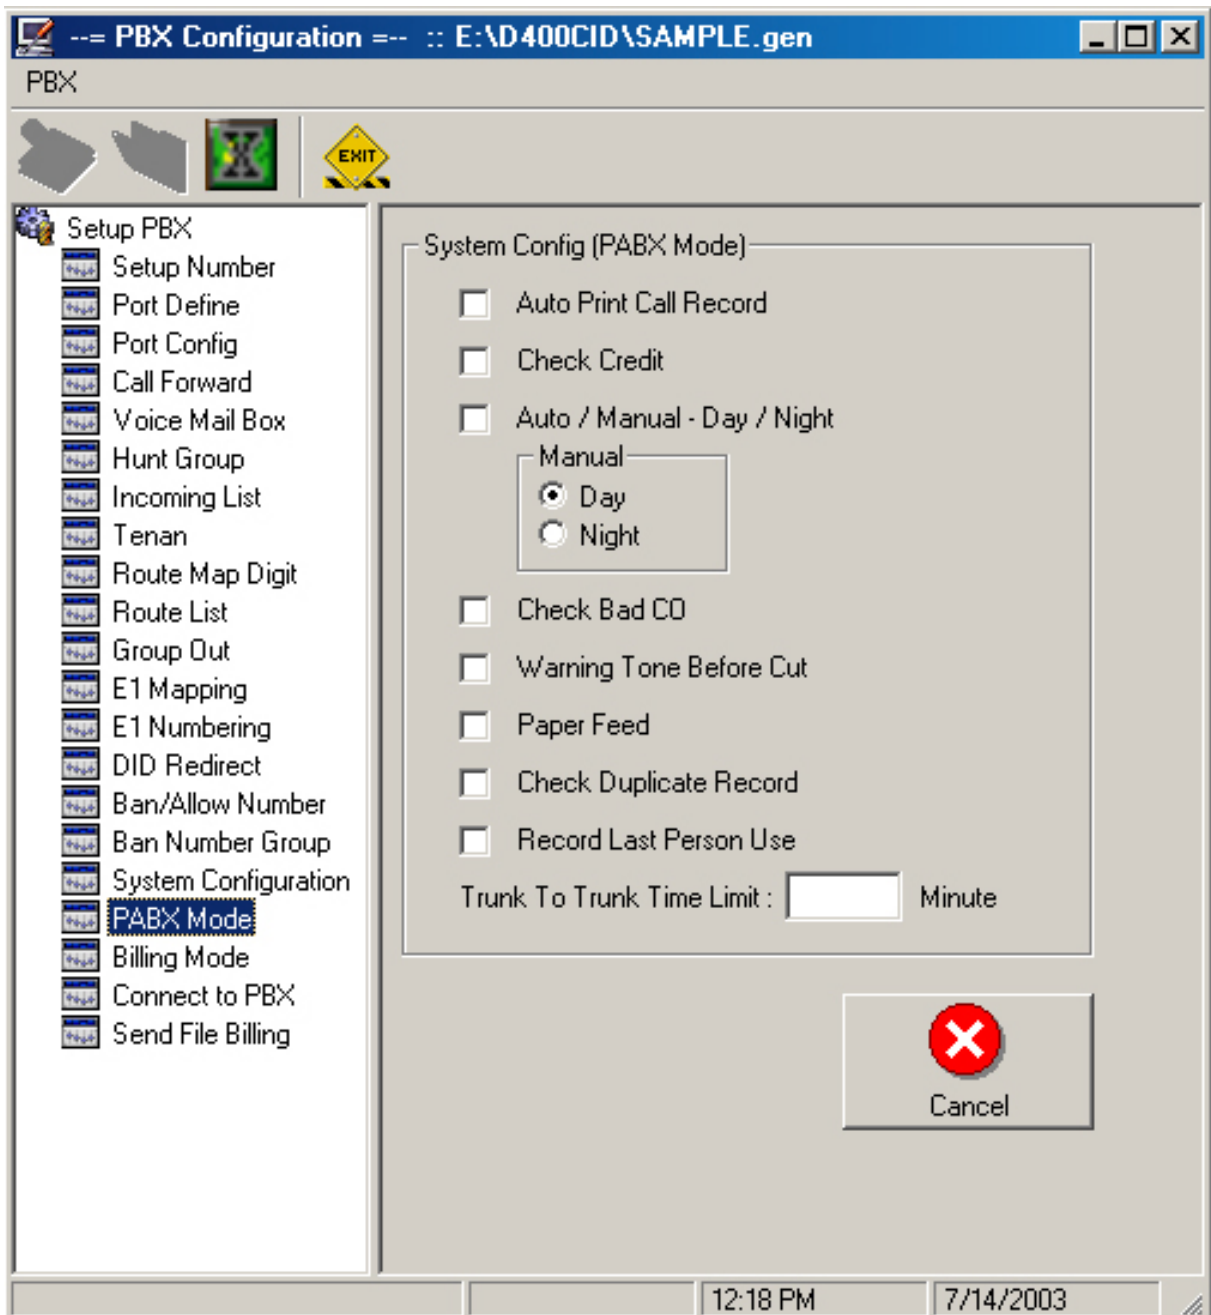 --= PBX Configuration =-- :: E:\D400CID\SAMPLE.gen
PBX
EXIT
Setup PBX
Setup Number
Port Define
Port Config
Call Forward
Voice Mail Box
Hunt Group
Incoming List
Tenan
Route Map Digit
Route List
Group Out
E1 Mapping
E1 Numbering
DID Redirect
Ban/Allow Number
Ban Number Group
System Configuration
PABX Mode
Billing Mode
Connect to PBX
Send File Billing
System Config (PABX Mode)
Auto Print Call Record
Check Credit
Auto / Manual - Day / Night
Manual
Day
Night
Check Bad CO
Warning Tone Before Cut
Paper Feed
Check Duplicate Record
Record Last Person Use
Trunk To Trunk Time Limit : Minute
Cancel
12:18 PM 7/14/2003